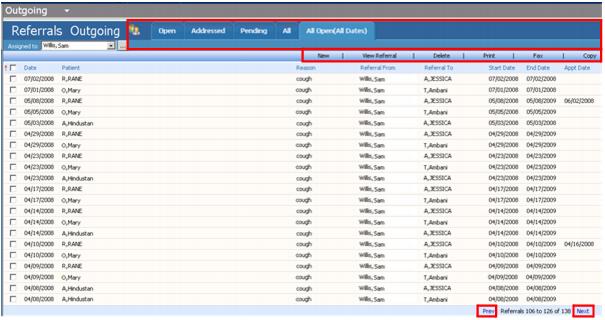 Outgoing
Referrals Outgoing Open Addressed Pending All All Open(All Dates)
Assigned to Willis, Sam ...
New | View Referral | Delete | Print | Fax | Copy
! Date Patient Reason Referral From Referral To Start Date End Date Appt Date
07/02/2008 R,RANE cough Willis, Sam A,JESSICA 07/02/2008 07/02/2008
07/01/2008 O,Mary cough Willis, Sam T,Ambani 07/01/2008 07/01/2008
05/08/2008 R,RANE cough Willis, Sam A,JESSICA 05/08/2008 05/08/2009 06/02/2008
05/05/2008 O,Mary cough Willis, Sam T,Ambani 05/05/2008 05/05/2009
05/03/2008 A,Hindustan cough Willis, Sam A,JESSICA 05/03/2008 05/03/2008
04/29/2008 R,RANE cough Willis, Sam A,JESSICA 04/29/2008 04/29/2009
04/29/2008 O,Mary cough Willis, Sam T,Ambani 04/29/2008 04/29/2009
04/23/2008 R,RANE cough Willis, Sam A,JESSICA 04/23/2008 04/23/2009
04/23/2008 O,Mary cough Willis, Sam T,Ambani 04/23/2008 04/23/2009
04/23/2008 A,Hindustan cough Willis, Sam A,JESSICA 04/23/2008 04/23/2008
04/17/2008 R,RANE cough Willis, Sam A,JESSICA 04/17/2008 04/17/2009
04/17/2008 O,Mary cough Willis, Sam T,Ambani 04/17/2008 04/17/2009
04/14/2008 R,RANE cough Willis, Sam A,JESSICA 04/14/2008 04/14/2009
04/14/2008 A,Hindustan cough Willis, Sam A,JESSICA 04/14/2008 04/14/2009
04/10/2008 R,RANE cough Willis, Sam A,JESSICA 04/10/2008 04/10/2009 04/16/2008
04/10/2008 O,Mary cough Willis, Sam T,Ambani 04/10/2008 04/10/2009
04/09/2008 R,RANE cough Willis, Sam A,JESSICA 04/09/2008 04/09/2009
04/09/2008 O,Mary cough Willis, Sam T,Ambani 04/09/2008 04/09/2009
04/08/2008 A,Hindustan cough Willis, Sam A,JESSICA 04/08/2008 04/08/2009
04/08/2008 A,Hindustan cough Willis, Sam T,Ambani 04/08/2008 04/08/2008
Prev Referrals 106 to 126 of 138 Next